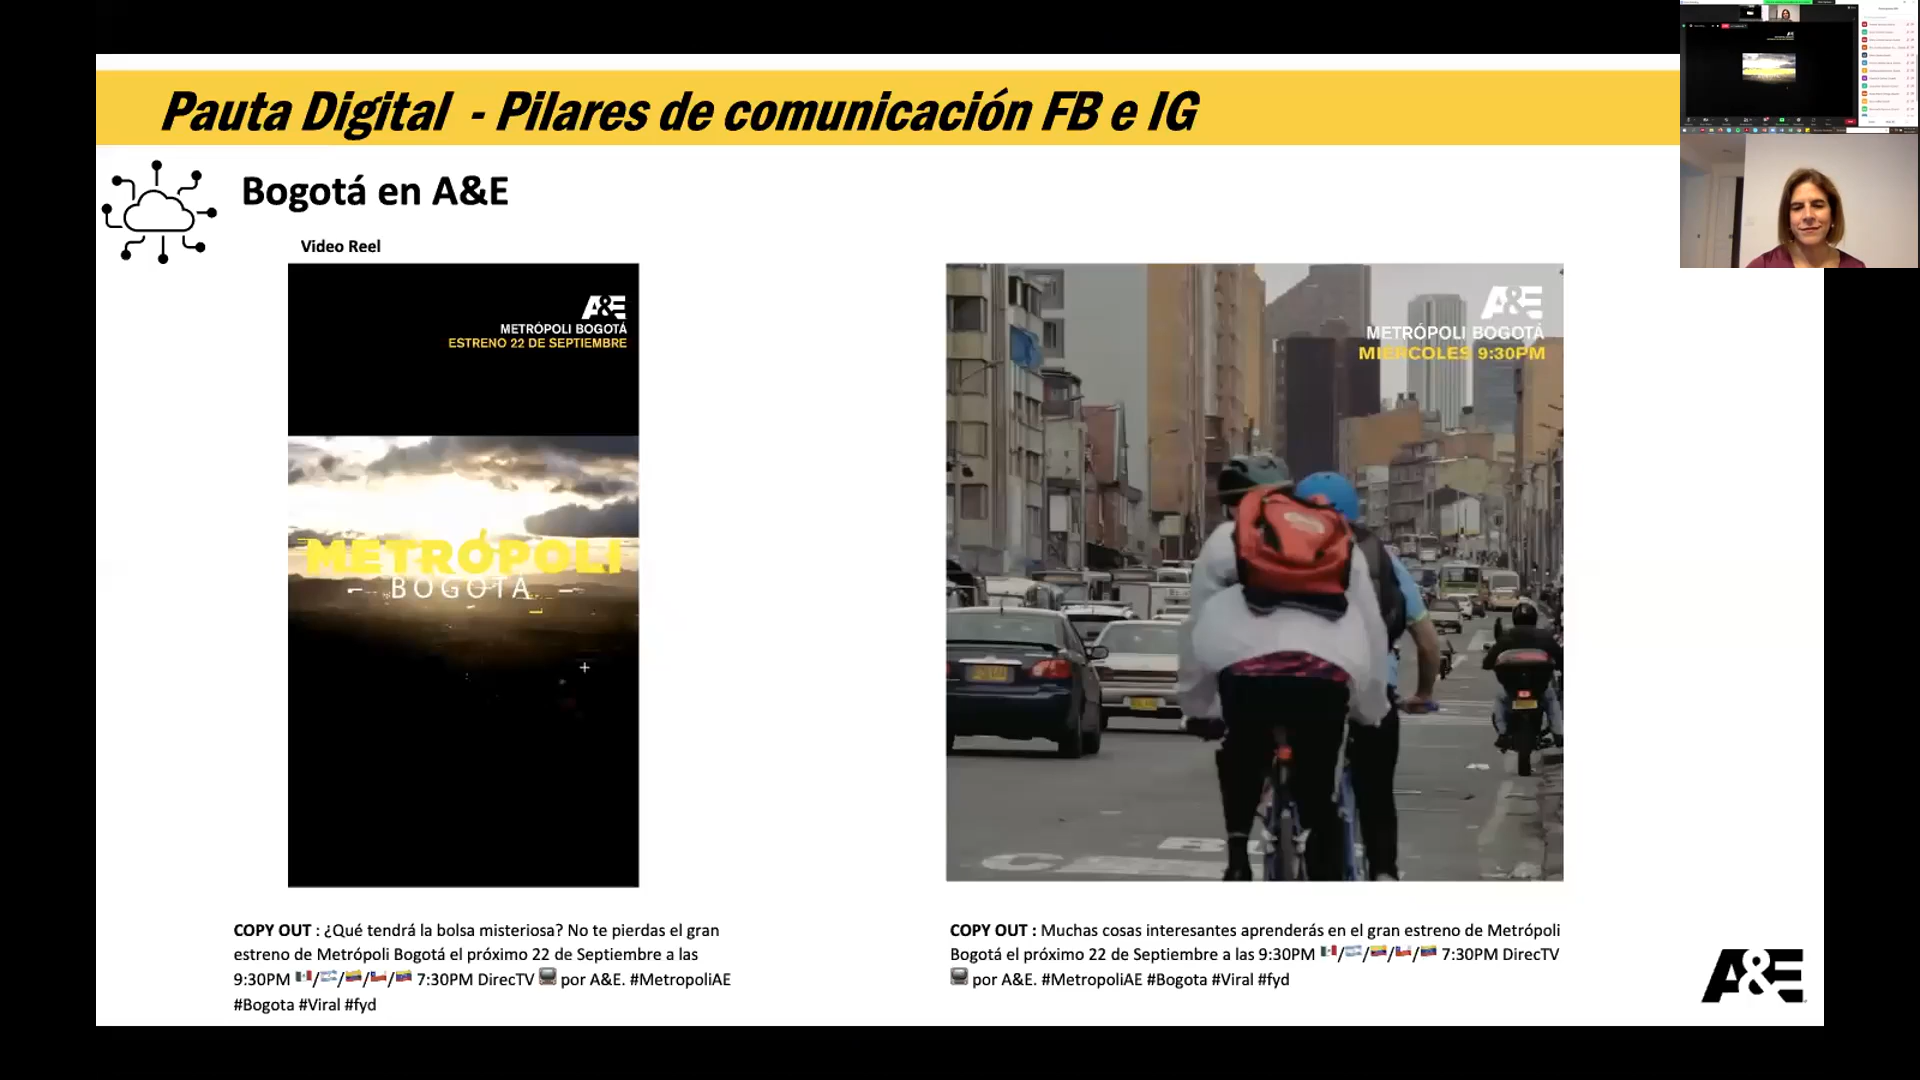 Pauta Digital - Pilares de comunicación FB e IG
Bogotá en A&E
Video Reel
A&E
METRÓPOLI BOGOTÁ
ESTRENO 22 DE SEPTIEMBRE
METRÓPOLI
BOGOTÁ
A&E
METRÓPOLI BOGOTÁ
MIÉRCOLES 9:30PM
COPY OUT : ¿Qué tendrá la bolsa misteriosa? No te pierdas el gran
estreno de Metrópoli Bogotá el próximo 22 de Septiembre a las
9:30PM 🇲🇽/🇦🇷/🇨🇴/🇨🇱/🇻🇪 7:30PM DirecTV 📺 por A&E. #MetropoliAE
#Bogota #Viral #fyd
COPY OUT : Muchas cosas interesantes aprenderás en el gran estreno de Metrópoli
Bogotá el próximo 22 de Septiembre a las 9:30PM 🇲🇽/🇦🇷/🇨🇴/🇨🇱/🇻🇪 7:30PM DirecTV
📺 por A&E. #MetropoliAE #Bogota #Viral #fyd
A&E